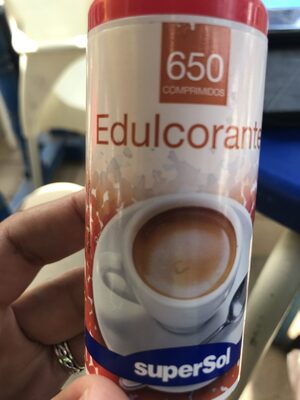 650
COMPRIMIDOS
Edulcorante
superSol